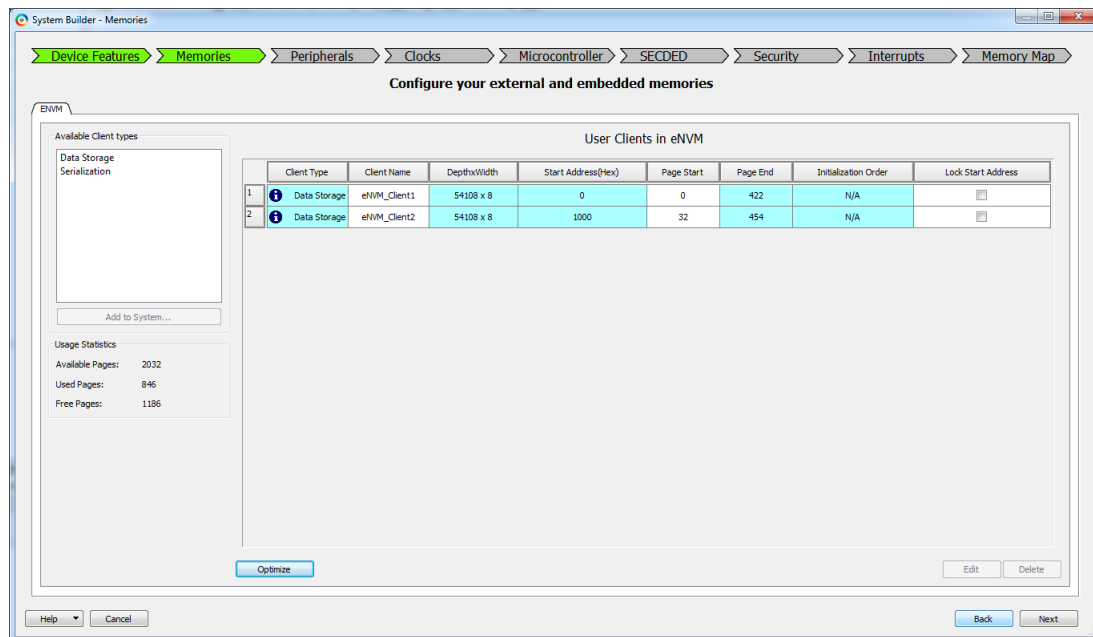 System Builder - Memories
Device Features Memories Peripherals Clocks Microcontroller SECDED Security Interrupts Memory Map
Configure your external and embedded memories
ENVM
Available Client types
Data Storage
Serialization
Add to System...
Usage Statistics
Available Pages: 2032
Used Pages: 846
Free Pages: 1186
User Clients in eNVM
Client Type Client Name DepthxWidth Start Address(Hex) Page Start Page End Initialization Order Lock Start Address
1 Data Storage eNVM_Client1 54108 x 8 0 0 422 N/A
2 Data Storage eNVM_Client2 54108 x 8 1000 32 454 N/A
Optimize Edit Delete
Help Cancel Back Next